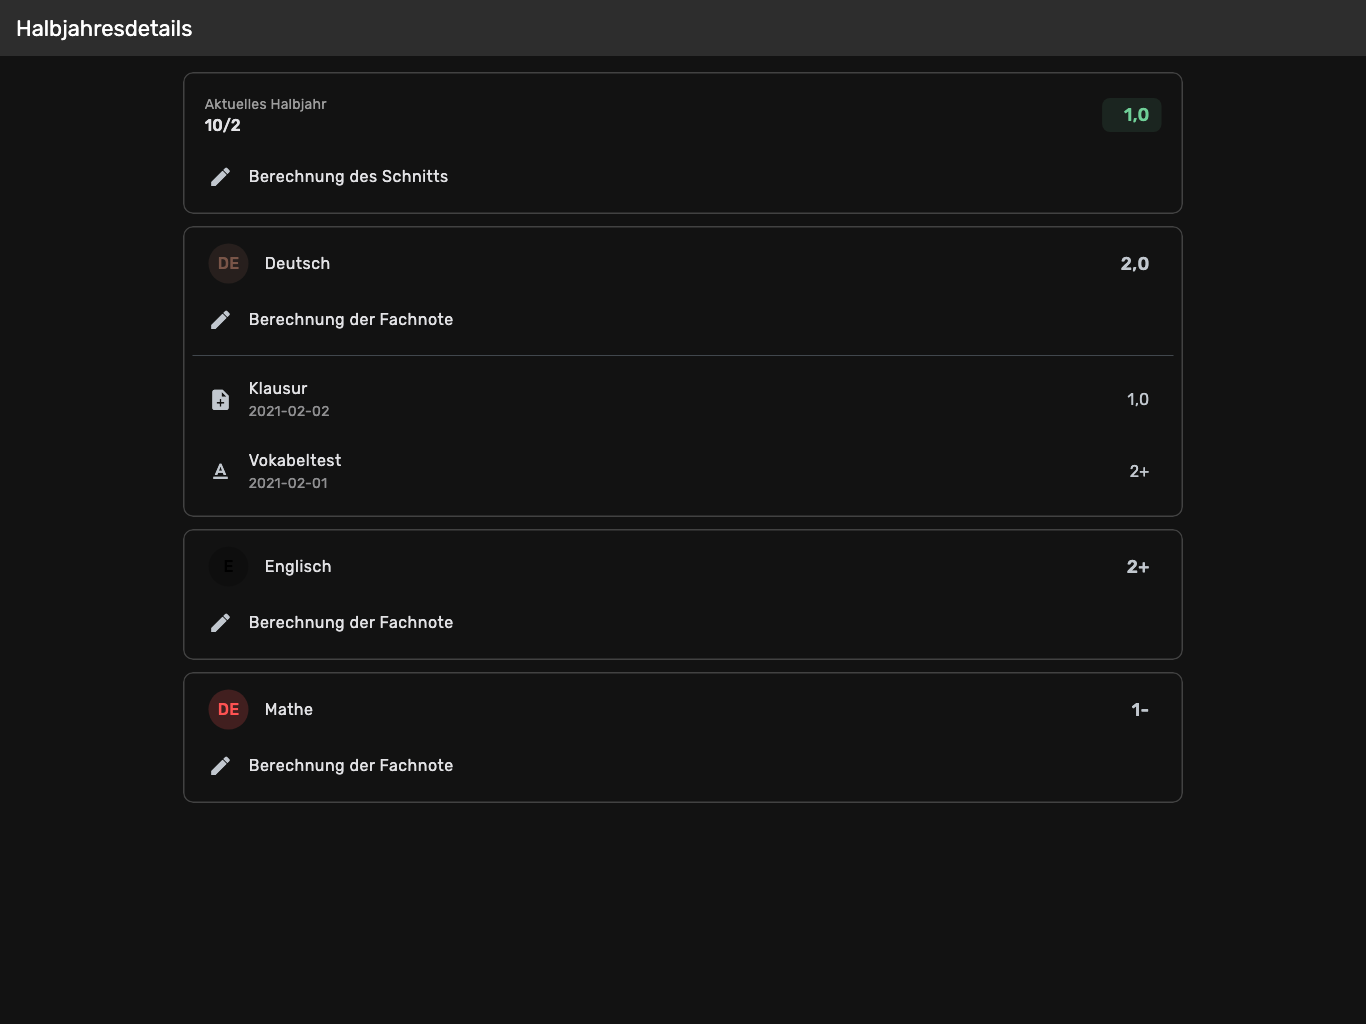 Halbjahresdetails
Aktuelles Halbjahr
10/2
1,0
Berechnung des Schnitts
DE
Deutsch
2,0
Berechnung der Fachnote
Klausur
2021-02-02
1,0
A
Vokabeltest
2021-02-01
2+
E
Englisch
2+
Berechnung der Fachnote
DE
Mathe
1-
Berechnung der Fachnote